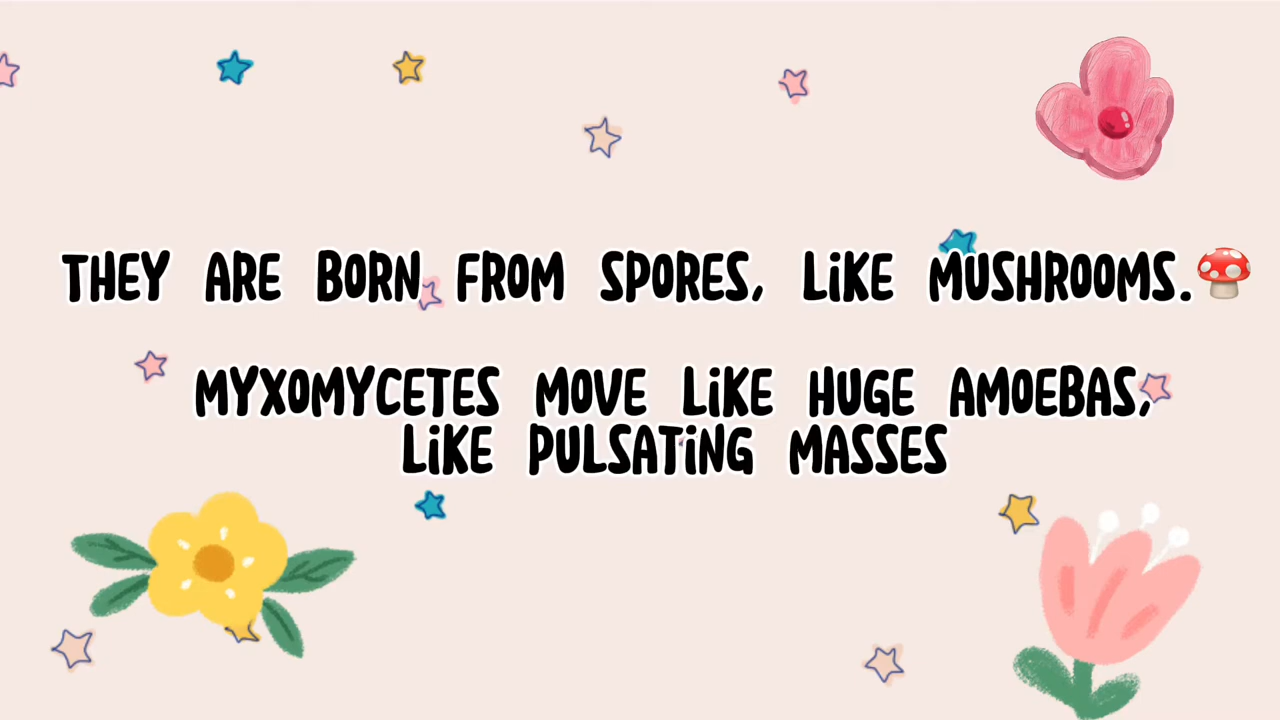 THEY ARE BORN FROM SPORES, LIKE MUSHROOMS.🍄
MYXOMYCETES MOVE LIKE HUGE AMOEBAS,
LIKE PULSATING MASSES